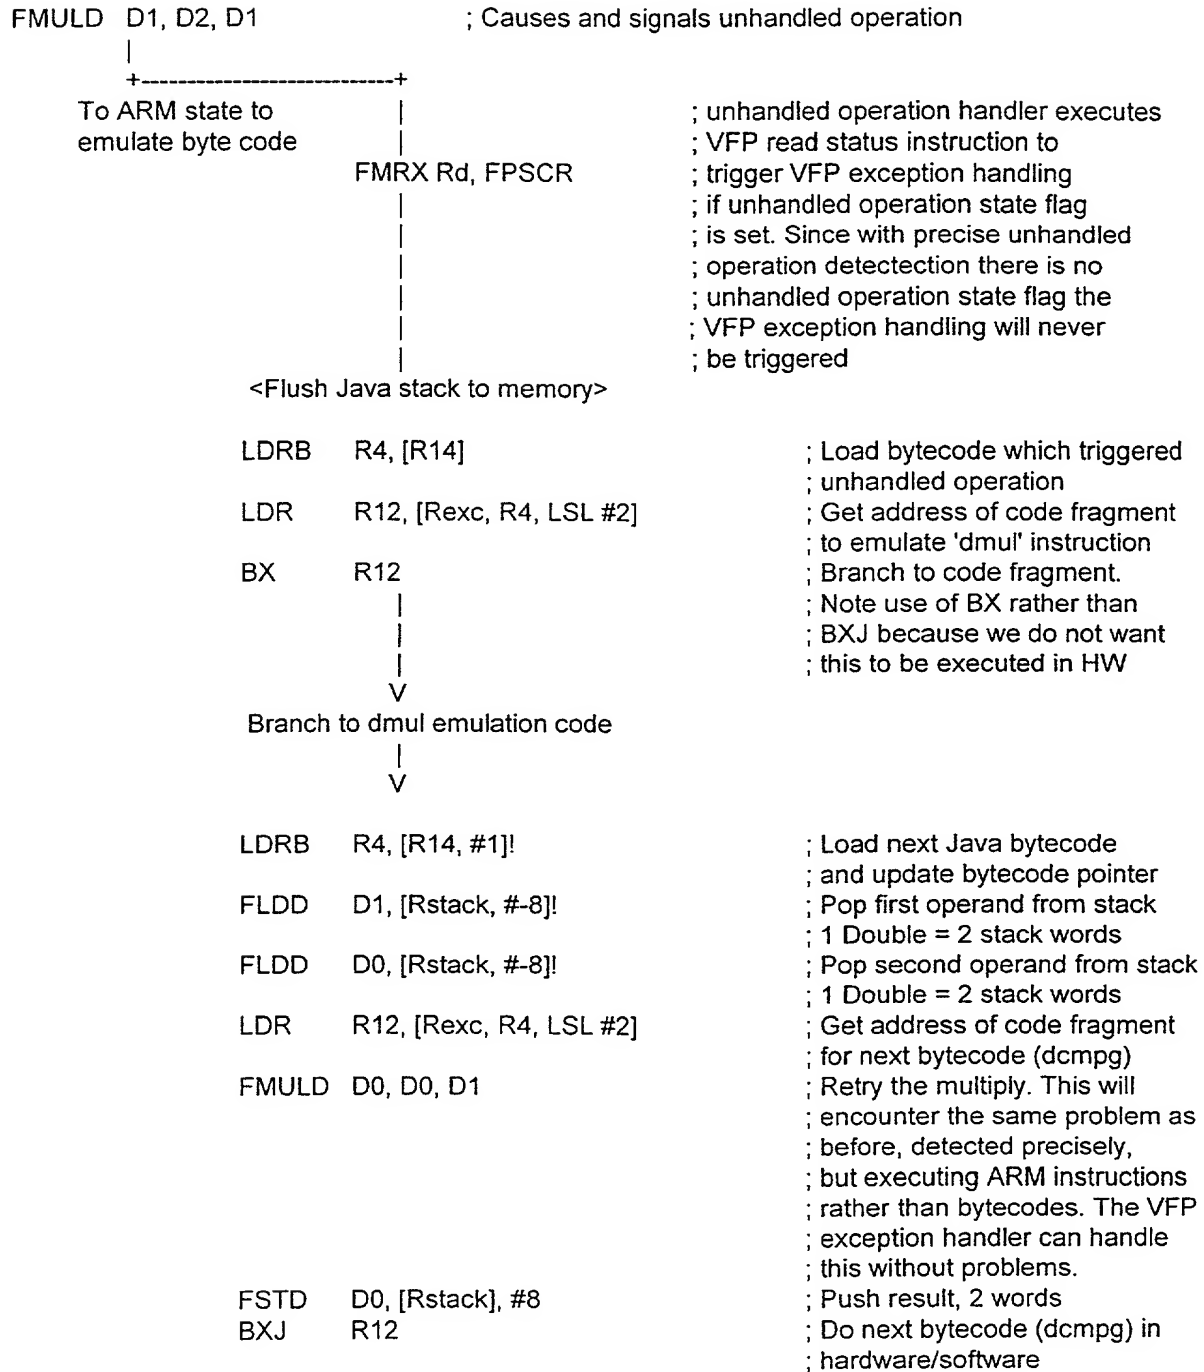 FMULD D1, D2, D1 ; Causes and signals unhandled operation
|
+----------------------------+
To ARM state to | ; unhandled operation handler executes
emulate byte code | ; VFP read status instruction to
FMRX Rd, FPSCR ; trigger VFP exception handling
| ; if unhandled operation state flag
| ; is set. Since with precise unhandled
| ; operation detectection there is no
| ; unhandled operation state flag the
| ; VFP exception handling will never
| ; be triggered
<Flush Java stack to memory>
LDRB R4, [R14] ; Load bytecode which triggered
; unhandled operation
LDR R12, [Rexc, R4, LSL #2] ; Get address of code fragment
; to emulate 'dmul' instruction
BX R12 ; Branch to code fragment.
| ; Note use of BX rather than
| ; BXJ because we do not want
| ; this to be executed in HW
V
Branch to dmul emulation code
|
V
LDRB R4, [R14, #1]! ; Load next Java bytecode
; and update bytecode pointer
FLDD D1, [Rstack, #-8]! ; Pop first operand from stack
; 1 Double = 2 stack words
FLDD D0, [Rstack, #-8]! ; Pop second operand from stack
; 1 Double = 2 stack words
LDR R12, [Rexc, R4, LSL #2] ; Get address of code fragment
; for next bytecode (dcmpg)
FMULD D0, D0, D1 ; Retry the multiply. This will
; encounter the same problem as
; before, detected precisely,
; but executing ARM instructions
; rather than bytecodes. The VFP
; exception handler can handle
; this without problems.
FSTD D0, [Rstack], #8 ; Push result, 2 words
BXJ R12 ; Do next bytecode (dcmpg) in
; hardware/software